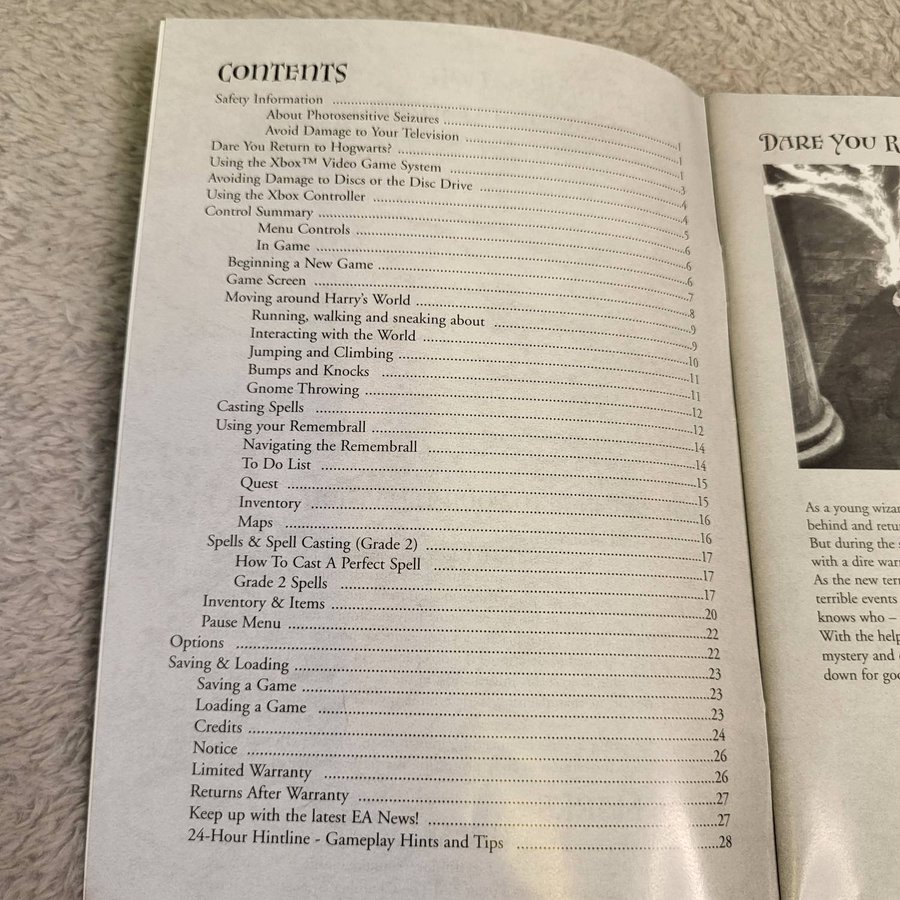 CONTENTS
Safety Information ........ 1
About Photosensitive Seizures ........ 1
Avoid Damage to Your Television ........ 1
Dare You Return to Hogwarts? ........ 3
Using the Xbox™ Video Game System ........ 4
Avoiding Damage to Discs or the Disc Drive ........ 4
Using the Xbox Controller ........ 5
Control Summary ........ 6
Menu Controls ........ 6
In Game ........ 6
Beginning a New Game ........ 7
Game Screen ........ 8
Moving around Harry's World ........ 9
Running, walking and sneaking about ........ 9
Interacting with the World ........ 10
Jumping and Climbing ........ 11
Bumps and Knocks ........ 11
Gnome Throwing ........ 12
Casting Spells ........ 12
Using your Remembrall ........ 14
Navigating the Remembrall ........ 14
To Do List ........ 15
Quest ........ 15
Inventory ........ 16
Maps ........ 16
Spells & Spell Casting (Grade 2) ........ 17
How To Cast A Perfect Spell ........ 17
Grade 2 Spells ........ 17
Inventory & Items ........ 20
Pause Menu ........ 22
Options ........ 22
Saving & Loading ........ 23
Saving a Game ........ 23
Loading a Game ........ 23
Credits ........ 24
Notice ........ 26
Limited Warranty ........ 26
Returns After Warranty ........ 27
Keep up with the latest EA News! ........ 27
24-Hour Hintline - Gameplay Hints and Tips ........ 28
DARE YOU R
As a young wiza
behind and retu
But during the s
with a dire war
As the new ter
terrible events
knows who –
With the help
mystery and
down for goo